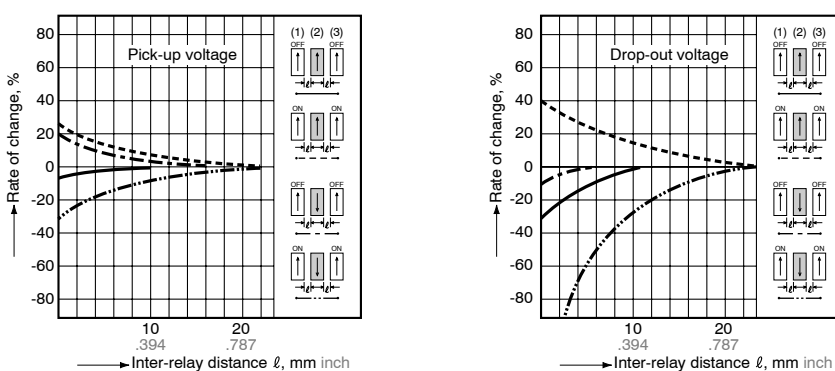 Pick-up voltage
Rate of change, %
80
60
40
20
0
-20
-40
-60
-80
10 20
.394 .787
Inter-relay distance ℓ, mm inch
(1) (2) (3)
OFF OFF
ℓ ℓ
ON ON
ℓ ℓ
OFF OFF
ℓ ℓ
ON ON
ℓ ℓ
Drop-out voltage
Rate of change, %
80
60
40
20
0
-20
-40
-60
-80
10 20
.394 .787
Inter-relay distance ℓ, mm inch
(1) (2) (3)
OFF OFF
ℓ ℓ
ON ON
ℓ ℓ
OFF OFF
ℓ ℓ
ON ON
ℓ ℓ